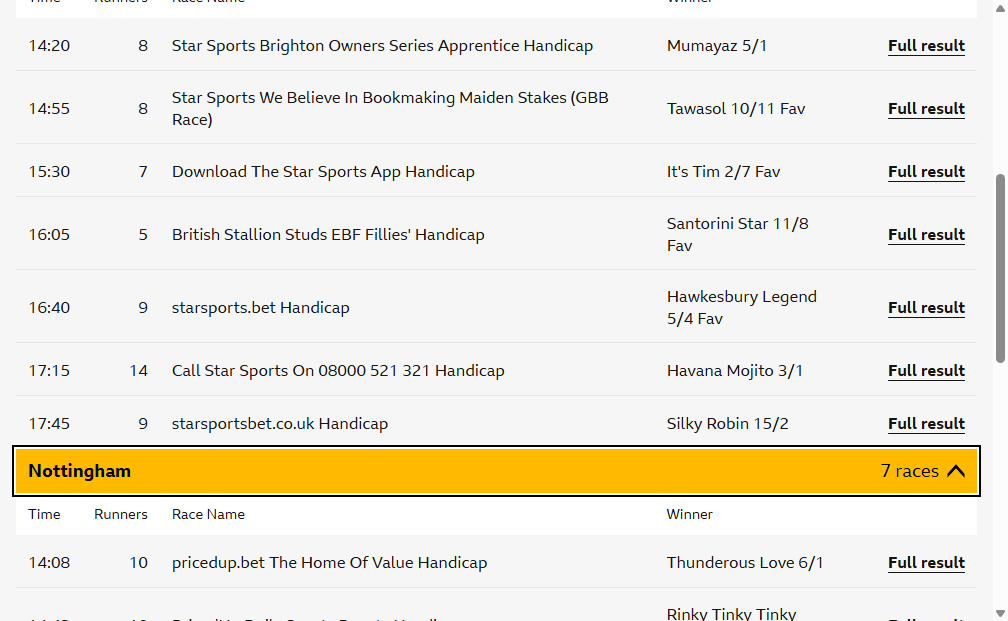 Time Runners Race Name Winner
14:20 8 Star Sports Brighton Owners Series Apprentice Handicap Mumayaz 5/1 Full result
14:55 8 Star Sports We Believe In Bookmaking Maiden Stakes (GBB
Race) Tawasol 10/11 Fav Full result
15:30 7 Download The Star Sports App Handicap It's Tim 2/7 Fav Full result
16:05 5 British Stallion Studs EBF Fillies' Handicap Santorini Star 11/8
Fav Full result
16:40 9 starsports.bet Handicap Hawkesbury Legend
5/4 Fav Full result
17:15 14 Call Star Sports On 08000 521 321 Handicap Havana Mojito 3/1 Full result
17:45 9 starsportsbet.co.uk Handicap Silky Robin 15/2 Full result
Nottingham 7 races
Time Runners Race Name Winner
14:08 10 pricedup.bet The Home Of Value Handicap Thunderous Love 6/1 Full result
Rinky Tinky Tinky